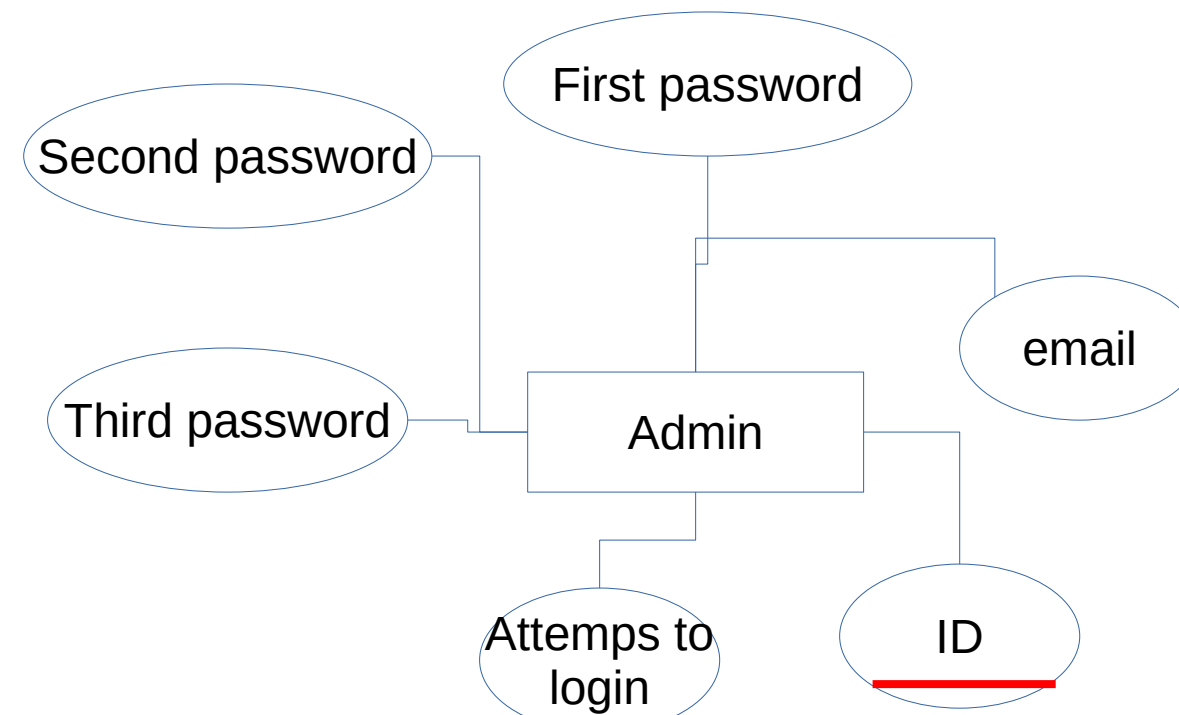 First password
Second password
email
Third password
Admin
Attemps to
login
ID